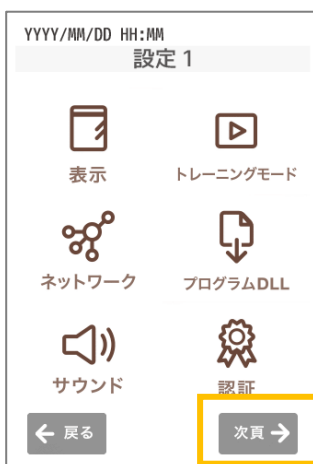 YYYY/MM/DD HH:MM
設定 1
表示
トレーニングモード
ネットワーク
プログラムDLL
サウンド
認証
戻る
次頁